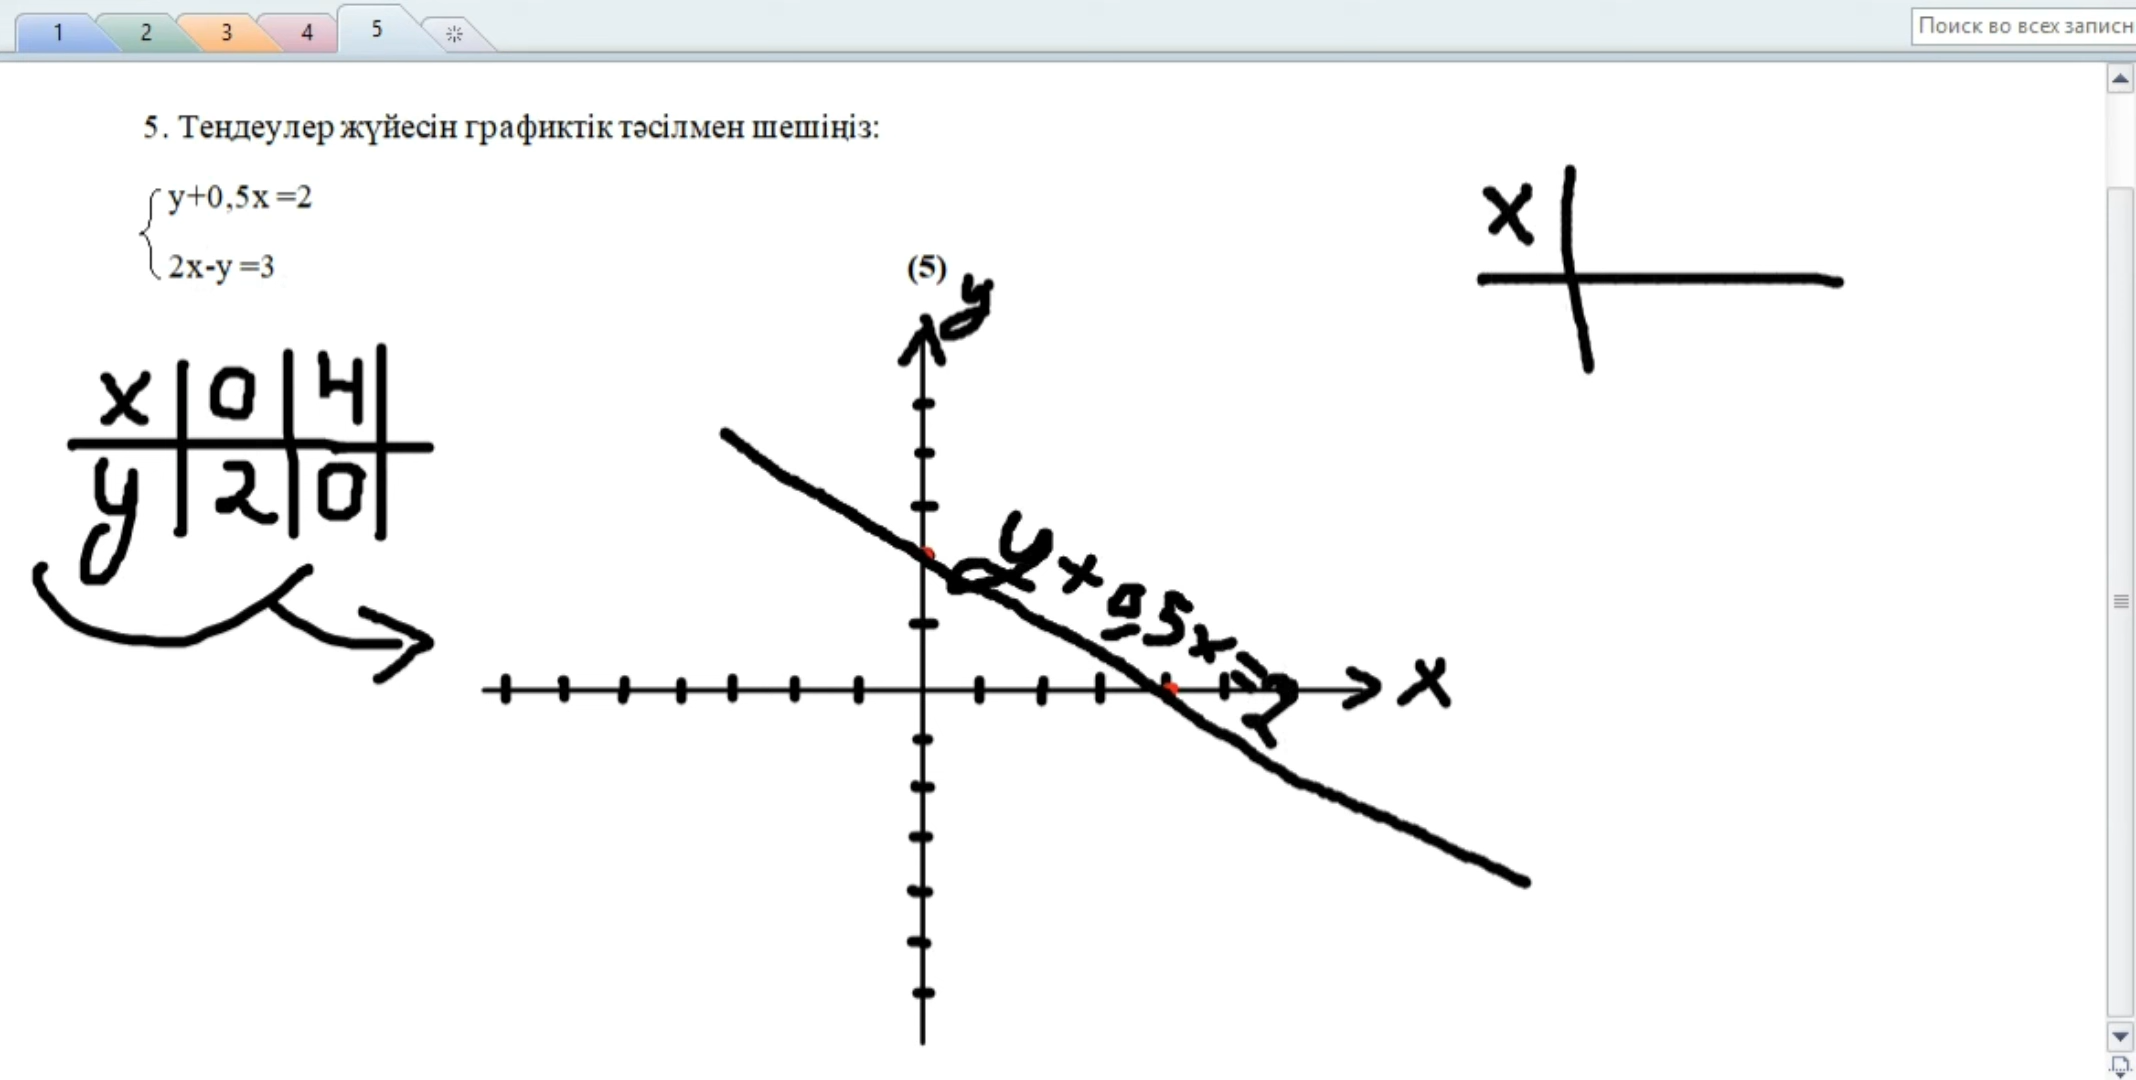 1 2 3 4 5
Поиск во всех записн
5. Теңдеулер жүйесін графиктік тәсілмен шешіңіз:
y+0,5x =2
2x-y =3
(5)
y
x
x 0 4
y 2 0
y+0,5x=2
x